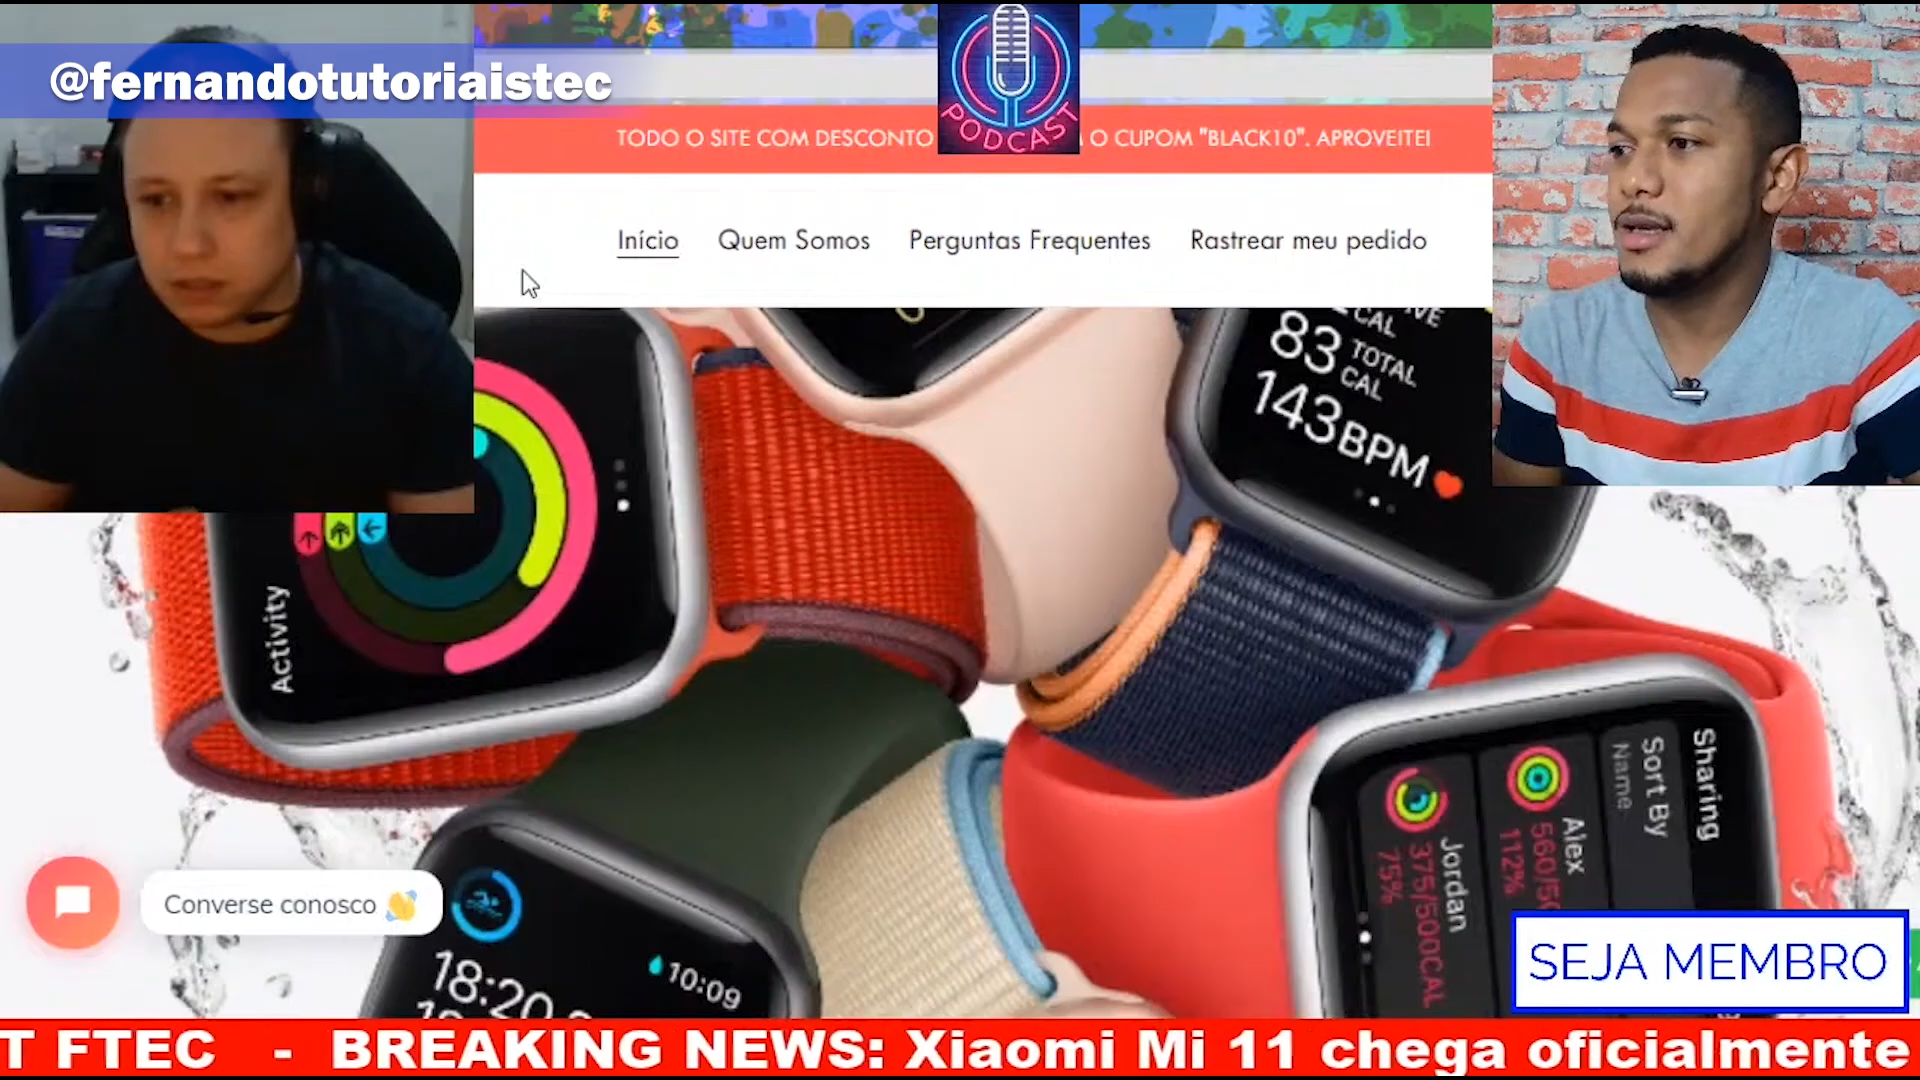 @fernandotutoriaistec
PODCAST
TODO O SITE COM DESCONTO
O CUPOM "BLACK10". APROVEITE!
Início Quem Somos Perguntas Frequentes Rastrear meu pedido
CAL
83 TOTAL
CAL
143BPM
Activity
Sharing
Sort By
Name
Alex
112%
Jordan
375/500CAL
75%
Converse conosco 👋
18:20
10:09
SEJA MEMBRO
T FTEC - BREAKING NEWS: Xiaomi Mi 11 chega oficialmente